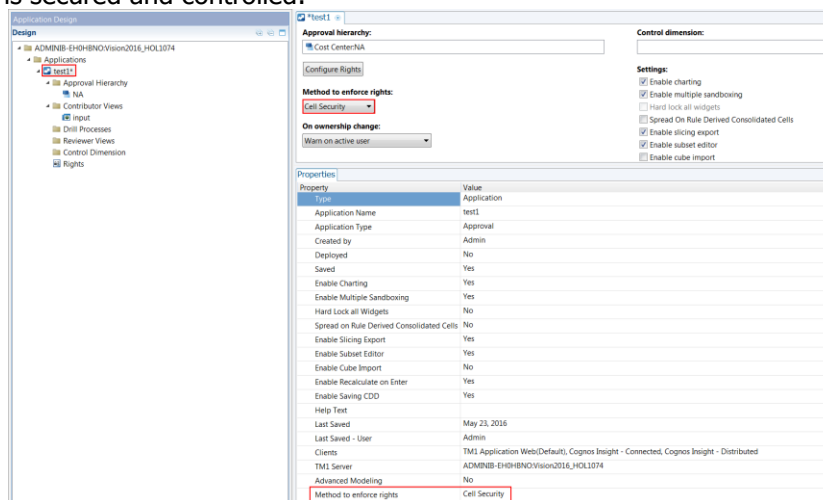 is secured and controlled.
Application Design
Design
ADMINIB-EH0HBNO:Vision2016_HOL1074
Applications
test1*
Approval Hierarchy
NA
Contributor Views
input
Drill Processes
Reviewer Views
Control Dimension
Rights
*test1
Approval hierarchy:
Cost Center:NA
Configure Rights
Method to enforce rights:
Cell Security
On ownership change:
Warn on active user
Control dimension:
Settings:
Enable charting
Enable multiple sandboxing
Hard lock all widgets
Spread On Rule Derived Consolidated Cells
Enable slicing export
Enable subset editor
Enable cube import
Properties
Property Value
Type Application
Application Name test1
Application Type Approval
Created by Admin
Deployed No
Saved Yes
Enable Charting Yes
Enable Multiple Sandboxing Yes
Hard Lock all Widgets No
Spread on Rule Derived Consolidated Cells No
Enable Slicing Export Yes
Enable Subset Editor Yes
Enable Cube Import No
Enable Recalculate on Enter Yes
Enable Saving CDD Yes
Help Text
Last Saved May 23, 2016
Last Saved - User Admin
Clients TM1 Application Web(Default), Cognos Insight - Connected, Cognos Insight - Distributed
TM1 Server ADMINIB-EH0HBNO:Vision2016_HOL1074
Advanced Modeling No
Method to enforce rights Cell Security